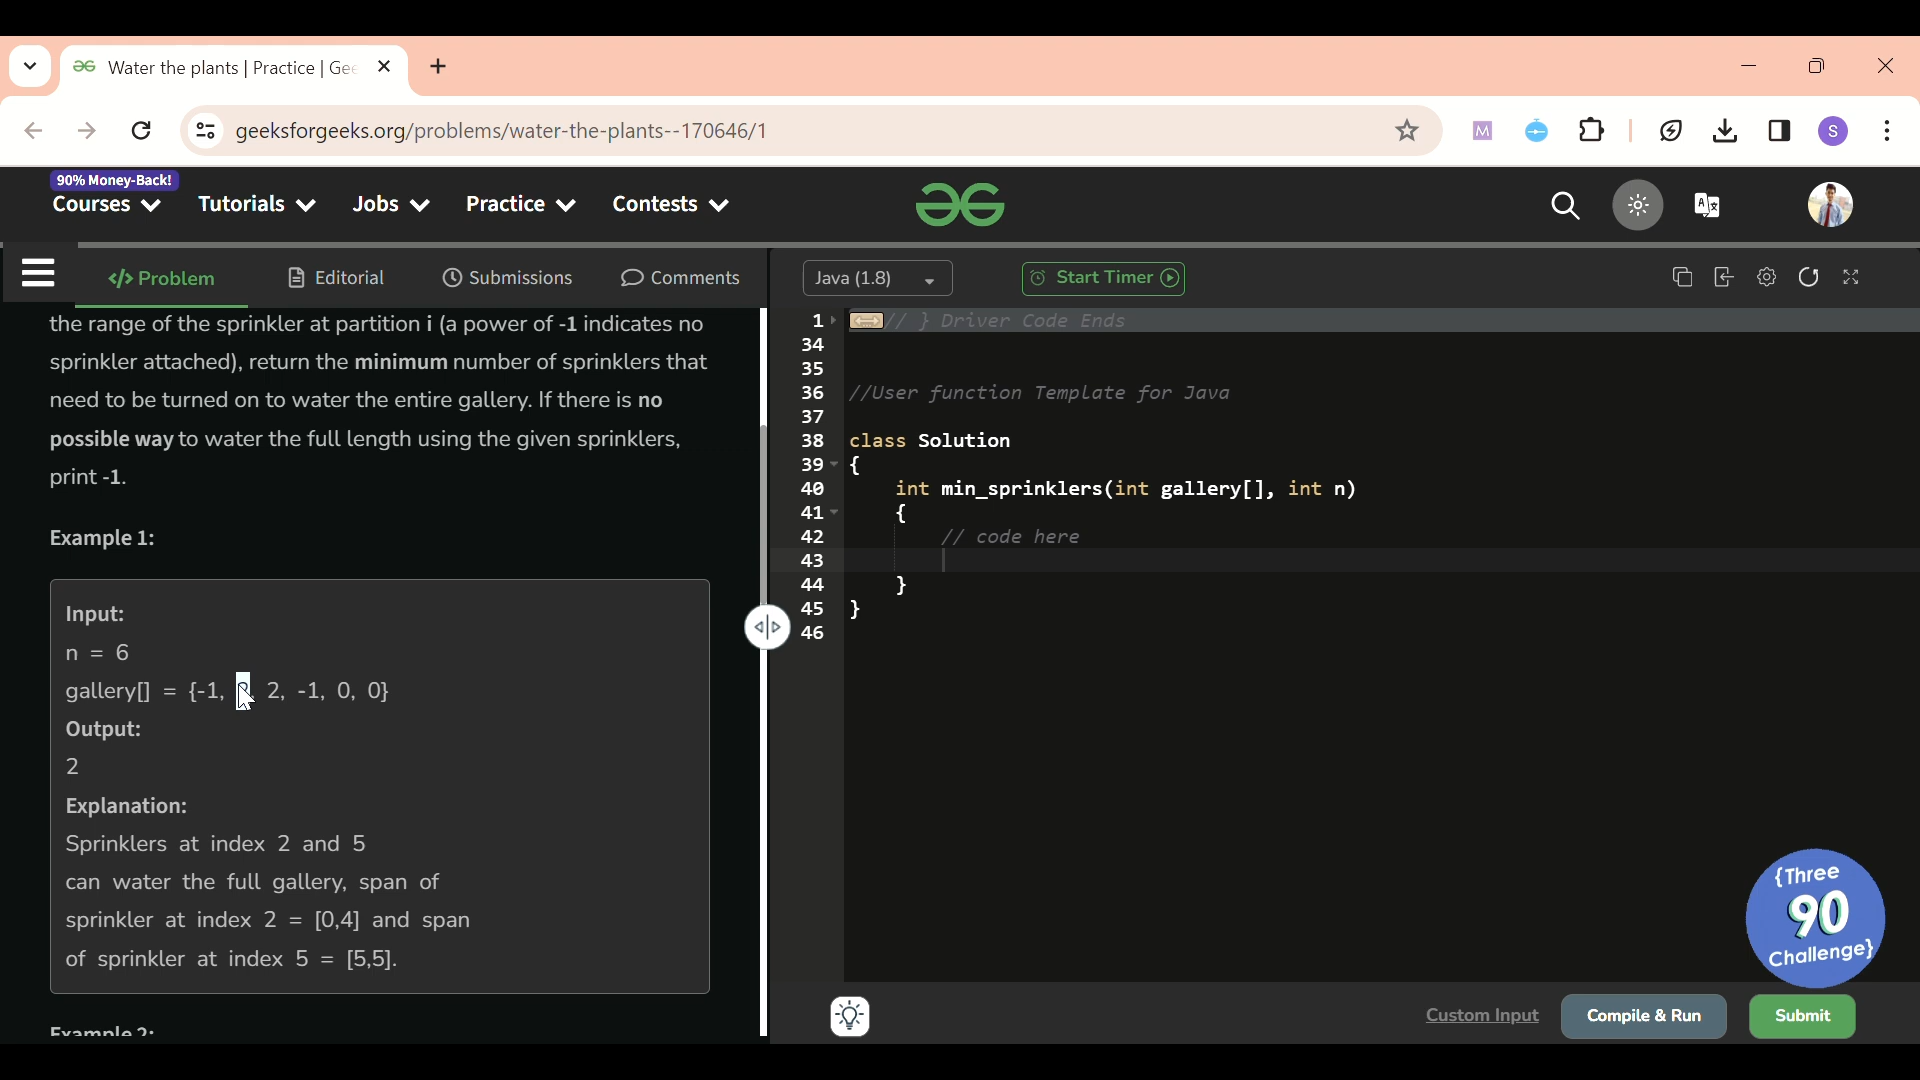 Water the plants | Practice | Gee
geeksforgeeks.org/problems/water-the-plants--170646/1
M
S
90% Money-Back!
Courses
Tutorials
Jobs
Practice
Contests
</> Problem
Editorial
Submissions
Comments
the range of the sprinkler at partition i (a power of -1 indicates no
sprinkler attached), return the minimum number of sprinklers that
need to be turned on to water the entire gallery. If there is no
possible way to water the full length using the given sprinklers,
print -1.
Example 1:
Input:
n = 6
gallery[] = {-1, 2, -1, 0, 0}
Output:
2
Explanation:
Sprinklers at index 2 and 5
can water the full gallery, span of
sprinkler at index 2 = [0,4] and span
of sprinkler at index 5 = [5,5].
Example 2:
Java (1.8)
Start Timer
1 // } Driver Code Ends
34
35
36 //User function Template for Java
37
38 class Solution
39 {
40 int min_sprinklers(int gallery[], int n)
41 {
42 // code here
43
44 }
45 }
46
{Three
90
Challenge}
Custom Input
Compile & Run
Submit